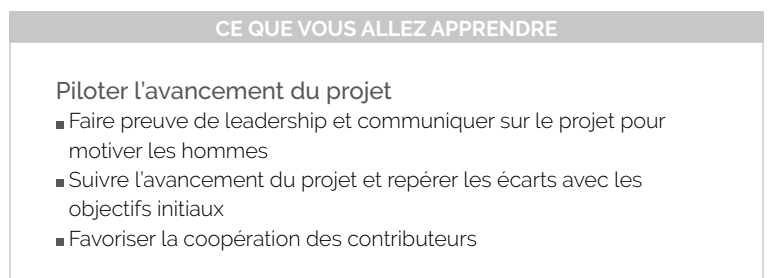 CE QUE VOUS ALLEZ APPRENDRE
Piloter l’avancement du projet
▪ Faire preuve de leadership et communiquer sur le projet pour
motiver les hommes
▪ Suivre l’avancement du projet et repérer les écarts avec les
objectifs initiaux
▪ Favoriser la coopération des contributeurs